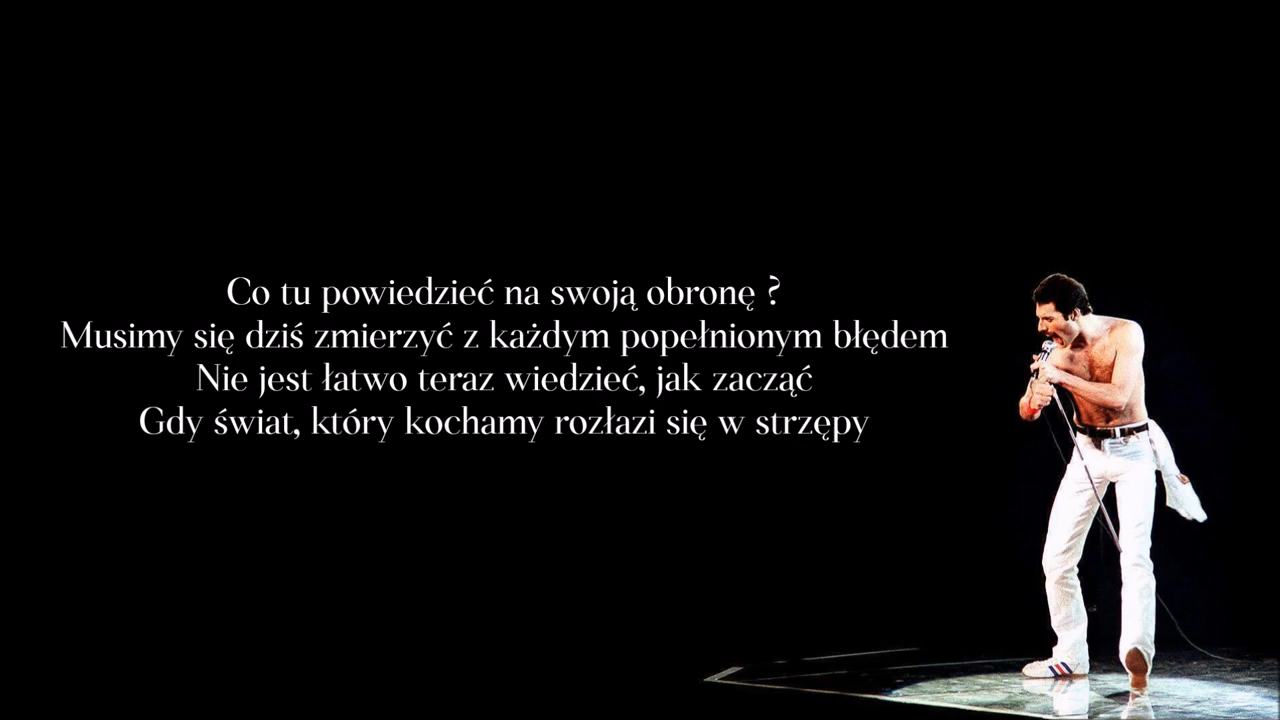 Co tu powiedzieć na swoją obronę ?
Musimy się dziś zmierzyć z każdym popełnionym błędem
Nie jest łatwo teraz wiedzieć, jak zacząć
Gdy świat, który kochamy rozłazi się w strzępy